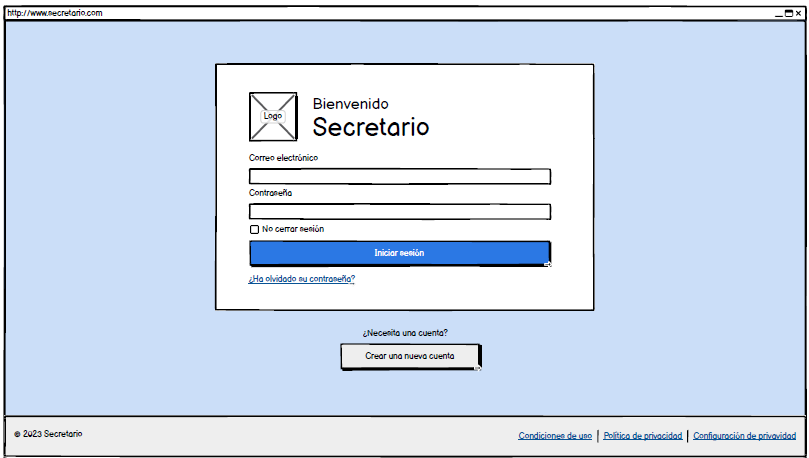 http://www.secretario.com
Logo
Bienvenido
Secretario
Correo electrónico
Contraseña
No cerrar sesión
Iniciar sesión
¿Ha olvidado su contraseña?
¿Necesita una cuenta?
Crear una nueva cuenta
© 2023 Secretario
Condiciones de uso | Política de privacidad | Configuración de privavidad